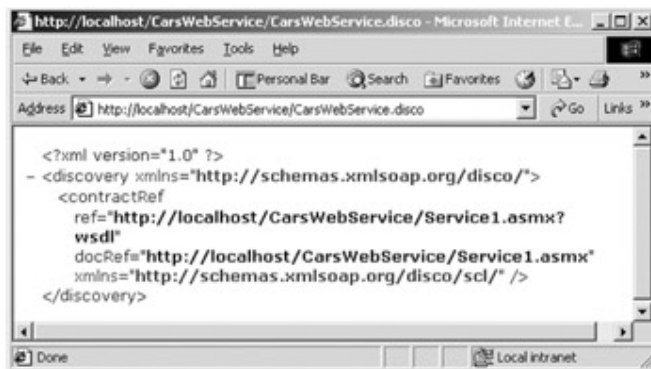 http://localhost/CarsWebService/CarsWebService.disco - Microsoft Internet E...
File Edit View Favorites Tools Help
Back Personal Bar Search Favorites »
Address http://localhost/CarsWebService/CarsWebService.disco Go Links »
<?xml version="1.0" ?>
- <discovery xmlns="http://schemas.xmlsoap.org/disco/">
<contractRef
ref="http://localhost/CarsWebService/Service1.asmx?
wsdl"
docRef="http://localhost/CarsWebService/Service1.asmx"
xmlns="http://schemas.xmlsoap.org/disco/scl/" />
</discovery>
Done Local intranet